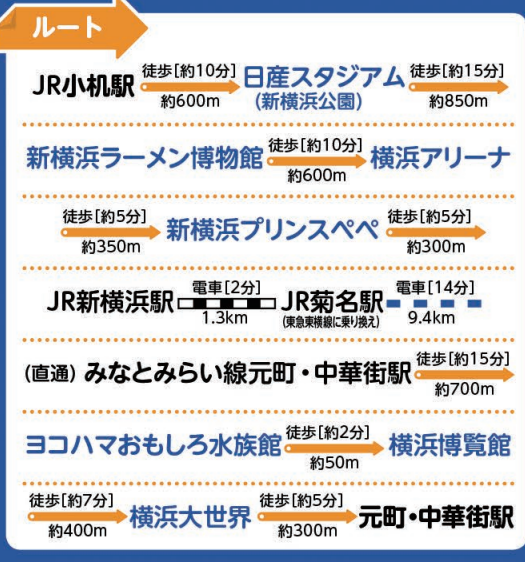 ルート
JR小机駅 徒歩[約10分] 約600m 日産スタジアム (新横浜公園) 徒歩[約15分] 約850m
新横浜ラーメン博物館 徒歩[約10分] 約600m 横浜アリーナ
徒歩[約5分] 約350m 新横浜プリンスペペ 徒歩[約5分] 約300m
JR新横浜駅 電車[2分] 1.3km JR菊名駅 (東急東横線に乗り換え) 電車[14分] 9.4km
(直通) みなとみらい線元町・中華街駅 徒歩[約15分] 約700m
ヨコハマおもしろ水族館 徒歩[約2分] 約50m 横浜博覧館
徒歩[約7分] 約400m 横浜大世界 徒歩[約5分] 約300m 元町・中華街駅